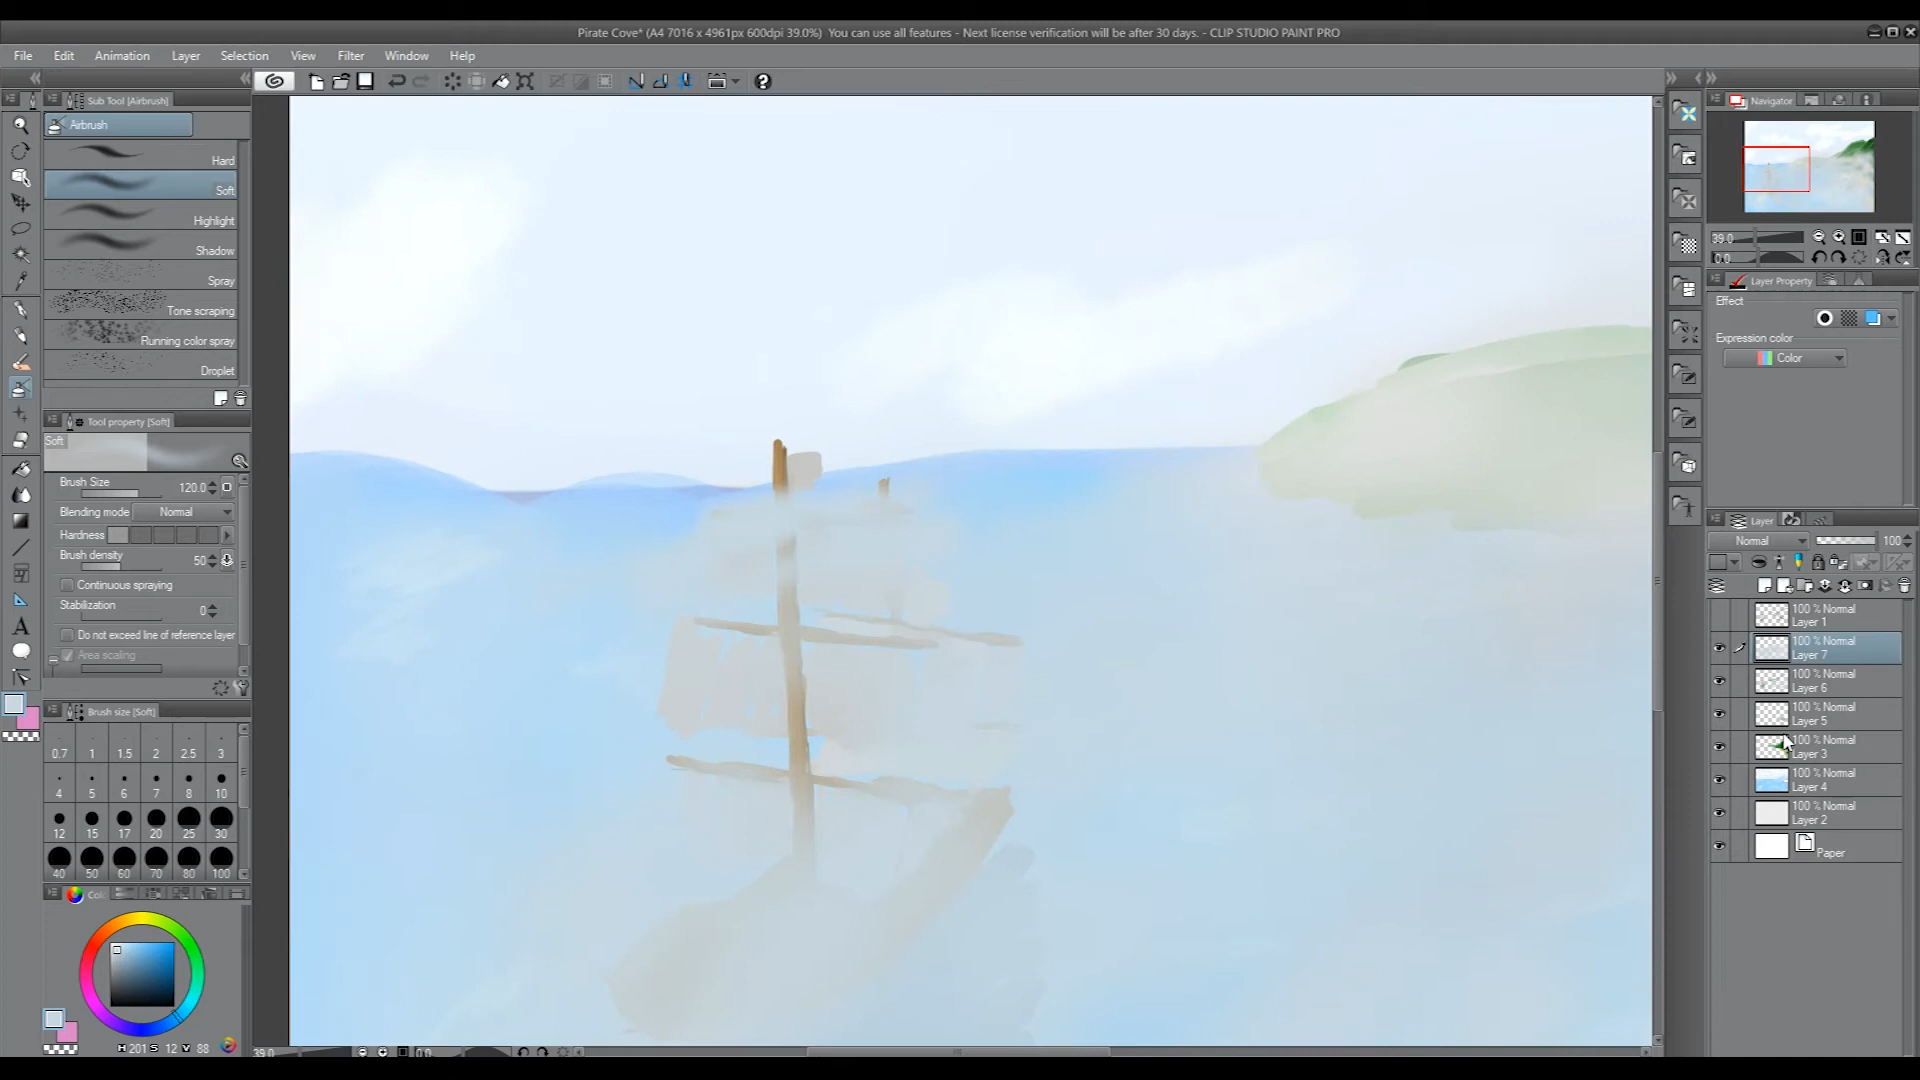 Pirate Cove* (A4 7016 x 4961px 600dpi 39.0%)  You can use all features - Next license verification will be after 30 days. - CLIP STUDIO PAINT PRO
File Edit Animation Layer Selection View Filter Window Help
Sub Tool [Airbrush]
Airbrush
Hard
Soft
Highlight
Shadow
Spray
Tone scraping
Running color spray
Droplet
Tool property [Soft]
Soft
Brush Size 120.0
Blending mode Normal
Hardness
Brush density 50
Continuous spraying
Stabilization 0
Do not exceed line of reference layer
Area scaling
Brush size [Soft]
0.7 1 1.5 2 2.5 3
4 5 6 7 8 10
12 15 17 20 25 30
40 50 60 70 80 100
H 201 S 12 V 88
39.0 0.0
Navigator
39.0
0.0
Layer Property
Effect
Expression color
Color
Layer
Normal 100
100 % Normal
Layer 1
100 % Normal
Layer 7
100 % Normal
Layer 6
100 % Normal
Layer 5
100 % Normal
Layer 3
100 % Normal
Layer 4
100 % Normal
Layer 2
Paper